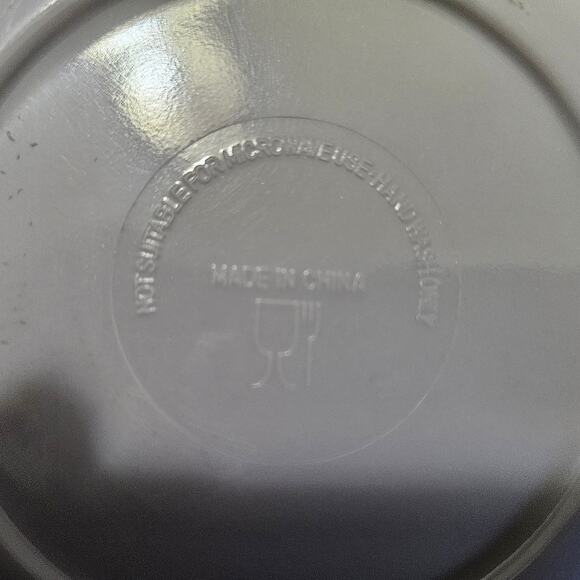 NOT SUITABLE FOR MICROWAVE USE-HAND WASH ONLY
MADE IN CHINA